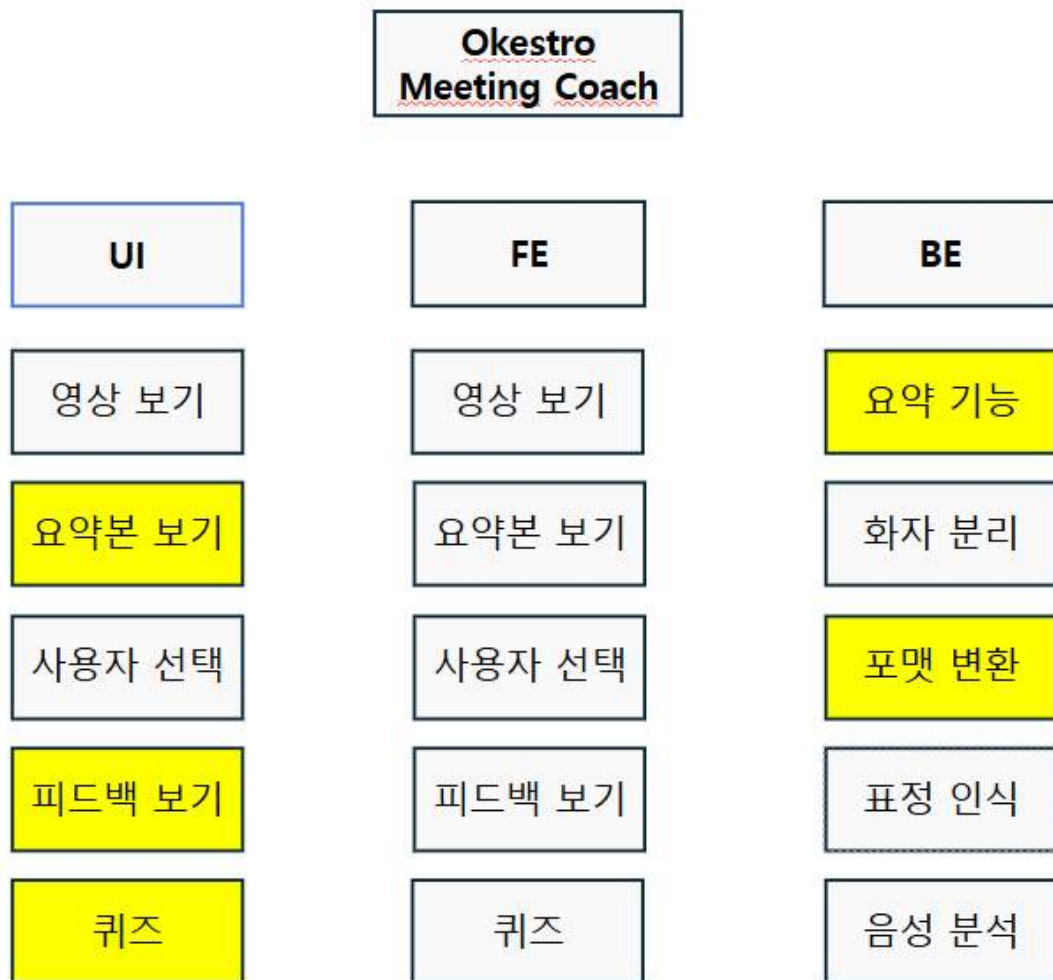 Okestro
Meeting Coach
UI
FE
BE
영상 보기
영상 보기
요약 기능
요약본 보기
요약본 보기
화자 분리
사용자 선택
사용자 선택
포맷 변환
피드백 보기
피드백 보기
표정 인식
퀴즈
퀴즈
음성 분석